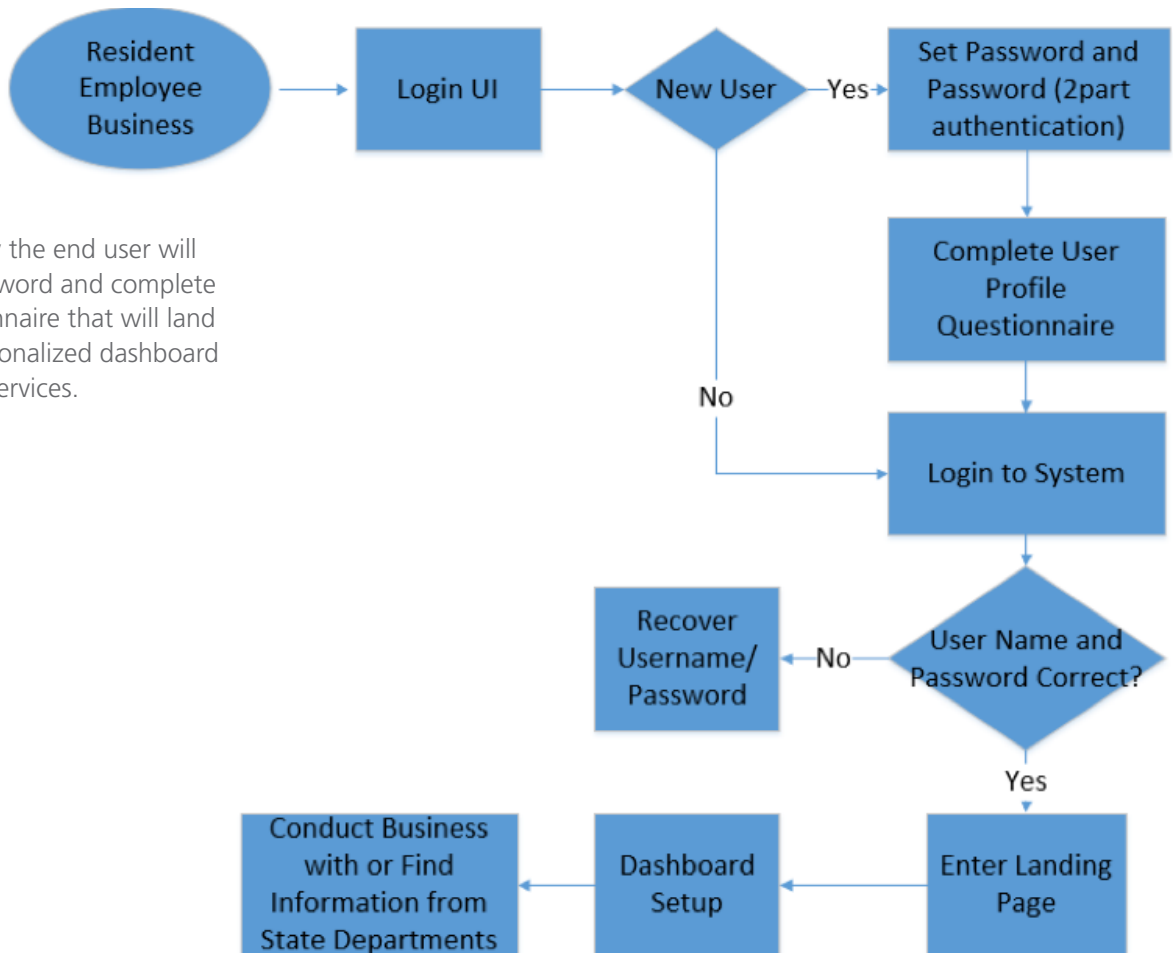 Resident
Employee
Business
Login UI
New User
Yes
Set Password and
Password (2part
authentication)
the end user will
word and complete
nnaire that will land
onalized dashboard
ervices.
Complete User
Profile
Questionnaire
No
Login to System
User Name and
Password Correct?
No
Recover
Username/
Password
Yes
Enter Landing
Page
Dashboard
Setup
Conduct Business
with or Find
Information from
State Departments